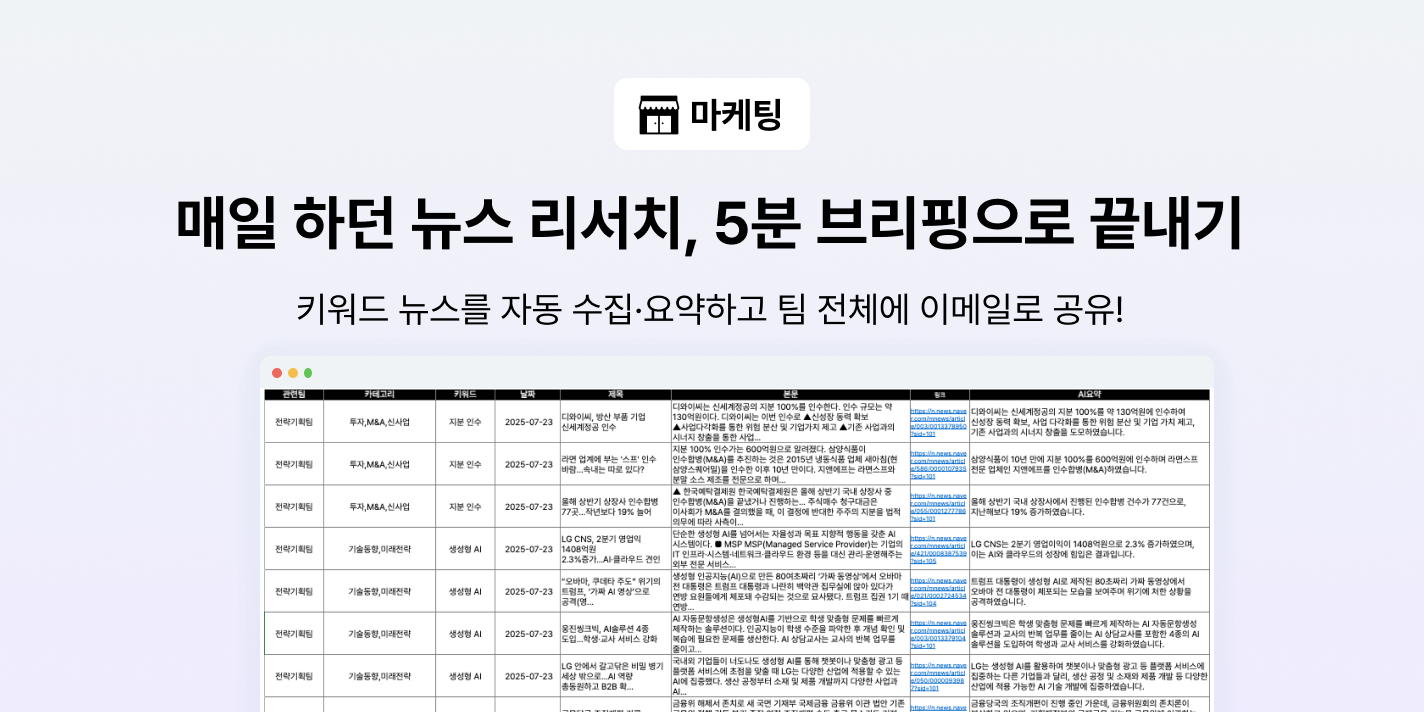 마케팅
매일 하던 뉴스 리서치, 5분 브리핑으로 끝내기
키워드 뉴스를 자동 수집·요약하고 팀 전체에 이메일로 공유!
관련팀 카테고리 키워드 날짜 제목 본문 링크 AI요약
전략기획팀 투자,M&A,신사업 지분 인수 2025-07-23
디와이씨, 방산 부품 기업
신세계정공 인수
디와이씨는 신세계정공의 지분 100%를 인수한다. 인수 규모는 약
130억원이다. 디와이씨는 이번 인수로 ▲신성장 동력 확보
▲사업다각화를 통한 위험 분산 및 기업가치 제고 ▲기존 사업과의
시너지 창출을 통한 사업...
https://n.news.nave
r.com/mnews/articl
e/003/0013378950
?sid=101
디와이씨는 신세계정공의 지분 100%를 약 130억원에 인수하여
신성장 동력 확보, 사업 다각화를 통한 위험 분산 및 기업 가치 제고,
기존 사업과의 시너지 창출을 도모하였습니다.
전략기획팀 투자,M&A,신사업 지분 인수 2025-07-23
라면 업계에 부는 '스프' 인수
바람...속내는 따로 있다?
지분 100% 인수가는 600억원으로 알려졌다. 삼양식품이
인수합병(M&A)를 추진하는 것은 2015년 냉동식품 업체 새아침(현
삼양스퀘어밀)을 인수한 이후 10년 만이다. 지앤에프는 라면스프와
분말 소스 제조를 전문으로 하며...
https://n.news.nave
r.com/mnews/articl
e/586/0000107935
?sid=101
삼양식품이 10년 만에 지분 100%를 600억원에 인수하며 라면스프
전문 업체인 지앤에프를 인수합병(M&A)하였습니다.
전략기획팀 투자,M&A,신사업 지분 인수 2025-07-23
올해 상반기 상장사 인수합병
77곳...작년보다 19% 늘어
▲ 한국예탁결제원 한국예탁결제원은 올해 상반기 국내 상장사 중
인수합병(M&A)을 끝냈거나 진행하는... 주식매수 청구대금은
이사회가 M&A를 결의했을 때, 이 결정에 반대한 주주의 지분을 법적
의무에 따라 사측이...
https://n.news.nave
r.com/mnews/articl
e/055/0001277786
?sid=101
올해 상반기 국내 상장사에서 진행된 인수합병 건수가 77건으로,
지난해보다 19% 증가하였습니다.
전략기획팀 기술동향,미래전략 생성형 AI 2025-07-23
LG CNS, 2분기 영업익
1408억원
2.3%증가...AI·클라우드 견인
단순한 생성형 AI를 넘어서는 자율성과 목표 지향적 행동을 갖춘 AI
시스템이다. ■ MSP MSP(Managed Service Provider)는 기업의
IT 인프라·시스템·네트워크·클라우드 환경 등을 대신 관리·운영해주는
외부 전문 서비스...
https://n.news.nave
r.com/mnews/articl
e/421/0008387539
?sid=105
LG CNS는 2분기 영업이익이 1408억원으로 2.3% 증가하였으며,
이는 AI와 클라우드의 성장에 힘입은 결과입니다.
전략기획팀 기술동향,미래전략 생성형 AI 2025-07-23
"오바마, 쿠데타 주도" 위기의
트럼프, '가짜 AI 영상'으로
공격(영...
생성형 인공지능(AI)으로 만든 80여초짜리 '가짜 동영상'에서 오바마
전 대통령은 트럼프 대통령과 나란히 백악관 집무실에 앉아 있다가
연방 요원들에게 체포돼 수감되는 것으로 묘사됐다. 트럼프 집권 1기 때
연방...
https://n.news.nave
r.com/mnews/articl
e/021/0002724534
?sid=104
트럼프 대통령이 생성형 AI로 제작된 80초짜리 가짜 동영상에서
오바마 전 대통령이 체포되는 모습을 보여주며 위기에 처한 상황을
공격하였습니다.
전략기획팀 기술동향,미래전략 생성형 AI 2025-07-23
웅진씽크빅, AI솔루션 4종
도입...학생·교사 서비스 강화
AI 자동문항생성은 생성형AI를 기반으로 학생 맞춤형 문제를 빠르게
제작하는 솔루션이다. 인공지능이 학생 수준을 파악한 후 개념 확인 및
복습에 필요한 문제를 생산한다. AI 상담교사는 교사의 반복 업무를
줄이고...
https://n.news.nave
r.com/mnews/articl
e/003/0013379104
?sid=101
웅진씽크빅은 학생 맞춤형 문제를 빠르게 제작하는 AI 자동문항생성
솔루션과 교사의 반복 업무를 줄이는 AI 상담교사를 포함한 4종의 AI
솔루션을 도입하여 학생과 교사 서비스를 강화하였습니다.
전략기획팀 기술동향,미래전략 생성형 AI 2025-07-23
LG 안에서 갈고닦은 비밀 병기
세상 밖으로...AI 역량
총동원하고 B2B 확...
국내외 기업들이 너도나도 생성형 AI를 통해 챗봇이나 맞춤형 광고 등
플랫폼 서비스에 초점을 맞출 때 LG는 다양한 산업에 적용할 수 있는
AI에 집중했다. 생산 공정부터 소재 및 제품 개발까지 다양한 사업과
AI...
https://n.news.nave
r.com/mnews/articl
e/050/000009398
7?sid=101
LG는 생성형 AI를 활용하여 챗봇이나 맞춤형 광고 등 플랫폼 서비스에
집중하는 다른 기업들과 달리, 생산 공정 및 소재와 제품 개발 등 다양한
산업에 적용 가능한 AI 기술 개발에 집중하였습니다.
금융위 해체서 존치로 새 국면 기재부 국제금융 금융위 이관 법안 기존
https://n.news.nave
금융당국의 조직개편이 진행 중인 가운데, 금융위원회의 존치론이